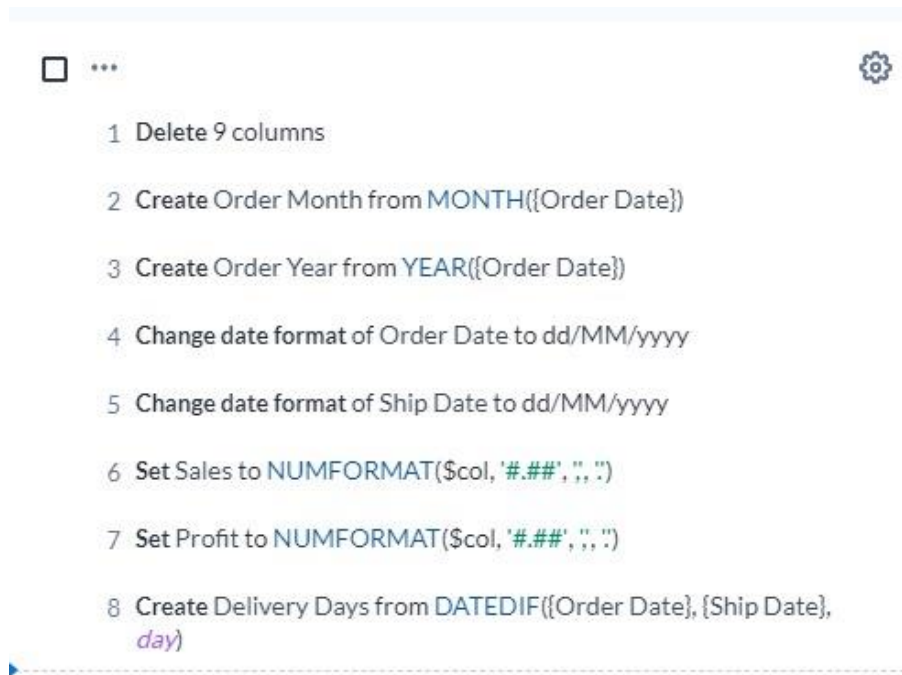 ...
1 Delete 9 columns
2 Create Order Month from MONTH({Order Date})
3 Create Order Year from YEAR({Order Date})
4 Change date format of Order Date to dd/MM/yyyy
5 Change date format of Ship Date to dd/MM/yyyy
6 Set Sales to NUMFORMAT($col, '#.##', ',', '.')
7 Set Profit to NUMFORMAT($col, '#.##', ',', '.')
8 Create Delivery Days from DATEDIF({Order Date}, {Ship Date},
day)